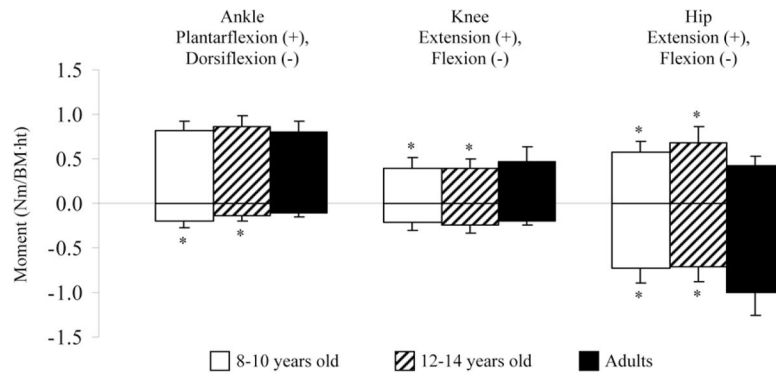 Ankle
Plantarflexion (+),
Dorsiflexion (-)
Knee
Extension (+),
Flexion (-)
Hip
Extension (+),
Flexion (-)
Moment (Nm/BM·ht)
1.5
1.0
0.5
0.0
-0.5
-1.0
-1.5
* * * *
* *
* *
8-10 years old 12-14 years old Adults